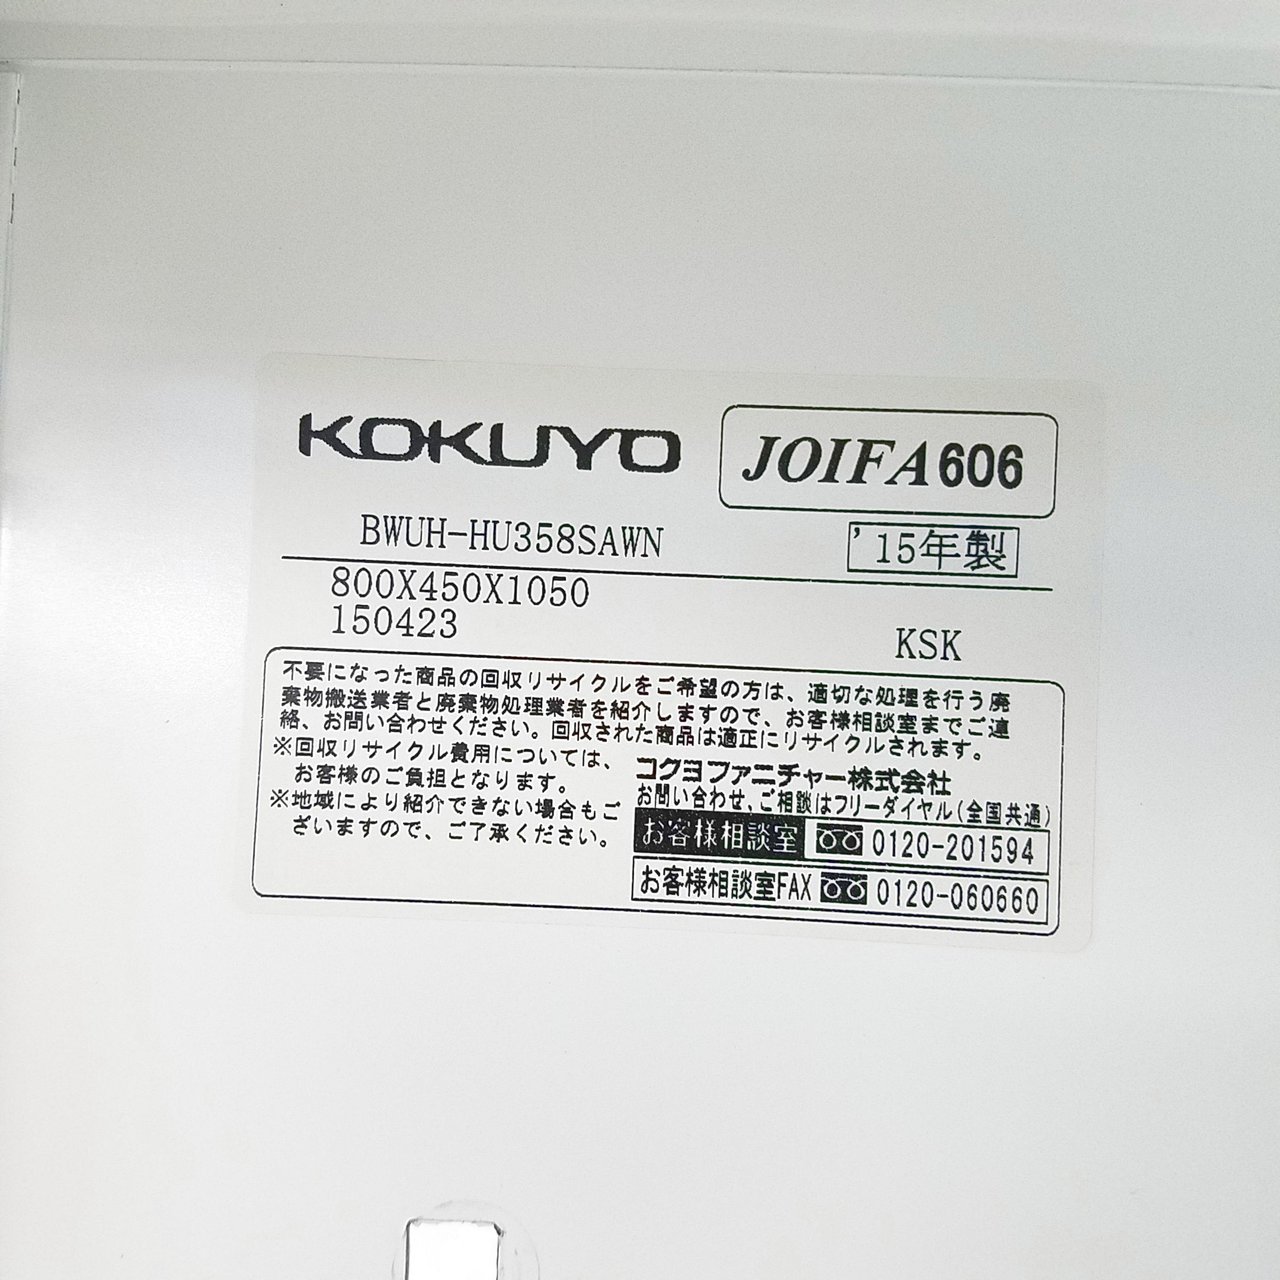 KOKUYO
JOIFA606
BWUH-HU358SAWN
'15年製
800X450X1050
150423
KSK
不要になった商品の回収リサイクルをご希望の方は、適切な処理を行う廃
棄物搬送業者と廃棄物処理業者を紹介しますので、お客様相談室までご連
絡、お問い合わせください。回収された商品は適正にリサイクルされます。
※回収リサイクル費用については、
お客様のご負担となります。
※地域により紹介できない場合もご
ざいますので、ご了承ください。
コクヨファニチャー株式会社
お問い合わせ、ご相談はフリーダイヤル(全国共通)
お客様相談室 0120-201594
お客様相談室FAX 0120-060660